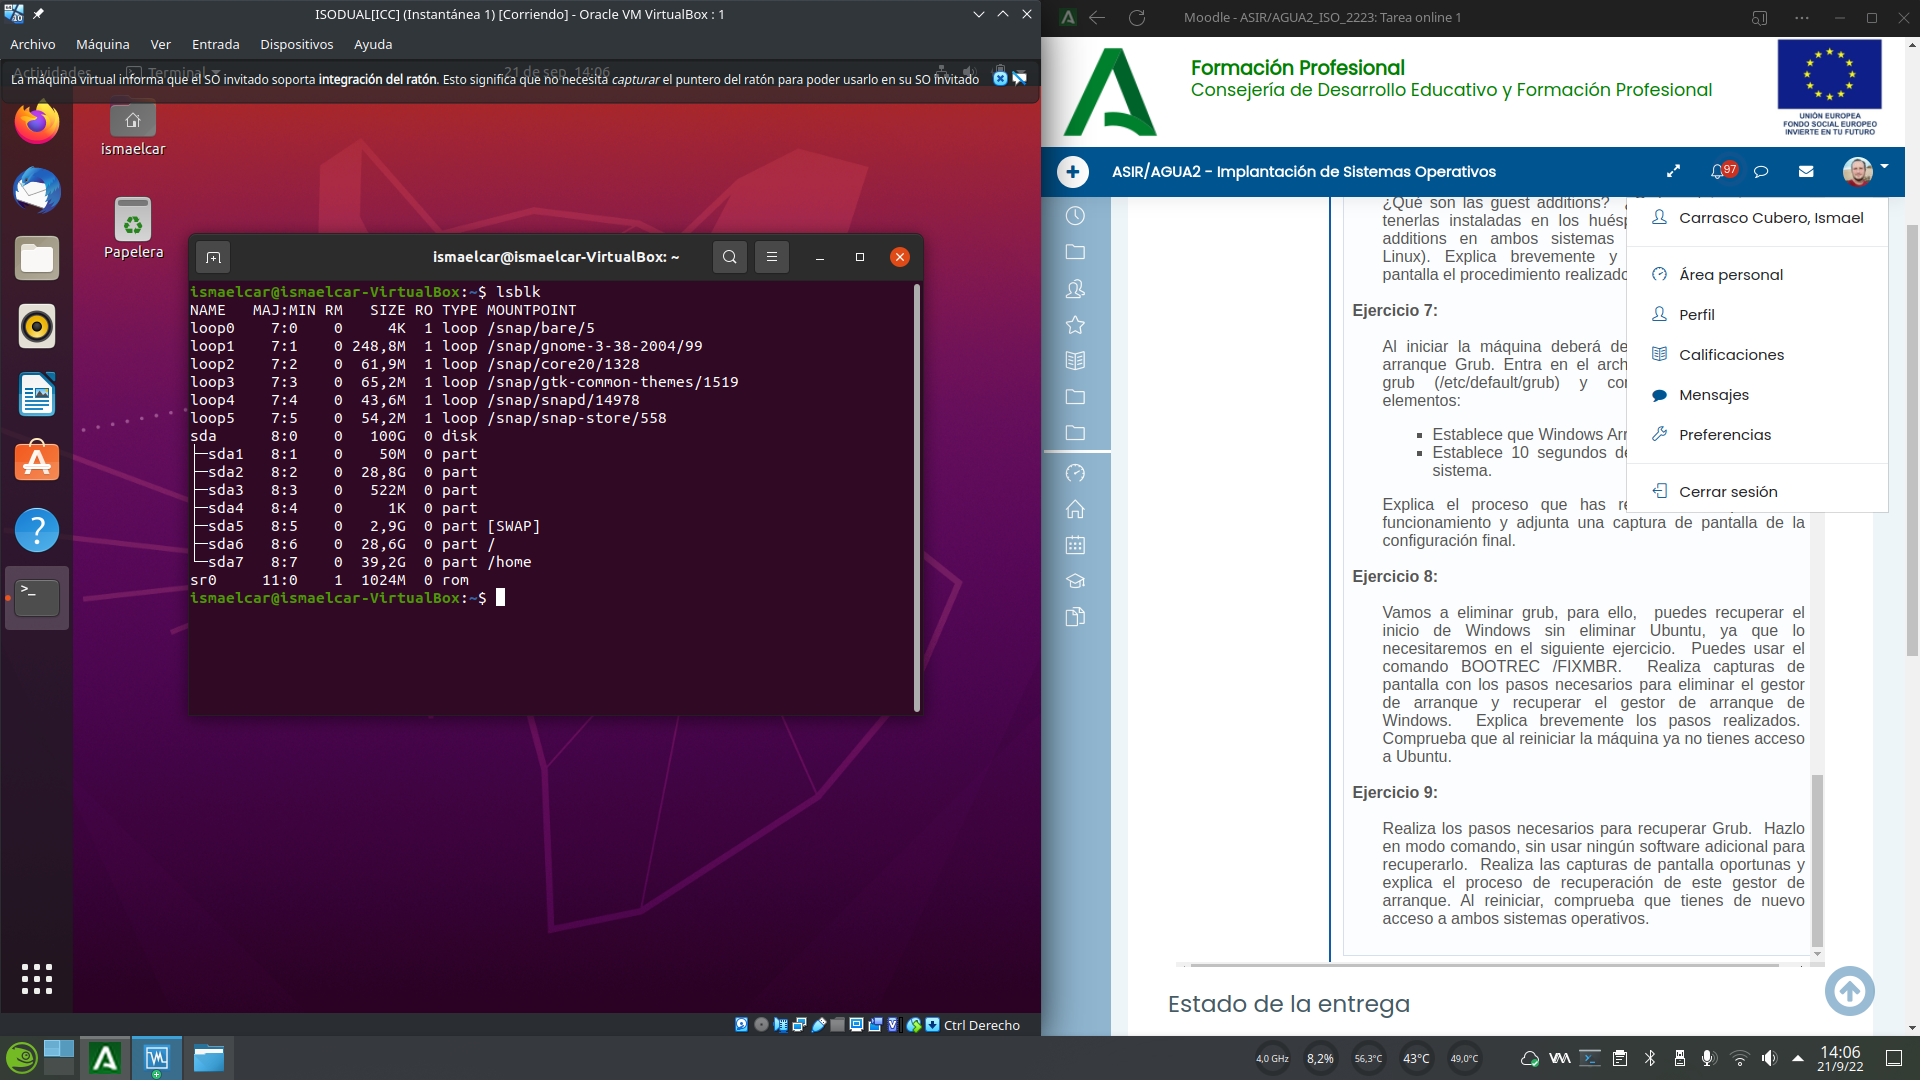 ISODUAL[ICC] (Instantánea 1) [Corriendo] - Oracle VM VirtualBox : 1
Archivo Máquina Ver Entrada Dispositivos Ayuda
Actividades Terminal 21 de sep 14:06
La máquina virtual informa que el SO invitado soporta integración del ratón. Esto significa que no necesita capturar el puntero del ratón para poder usarlo en su SO invitado
ismaelcar
Papelera
ismaelcar@ismaelcar-VirtualBox: ~
ismaelcar@ismaelcar-VirtualBox:~$ lsblk
NAME MAJ:MIN RM SIZE RO TYPE MOUNTPOINT
loop0 7:0 0 4K 1 loop /snap/bare/5
loop1 7:1 0 248,8M 1 loop /snap/gnome-3-38-2004/99
loop2 7:2 0 61,9M 1 loop /snap/core20/1328
loop3 7:3 0 65,2M 1 loop /snap/gtk-common-themes/1519
loop4 7:4 0 43,6M 1 loop /snap/snapd/14978
loop5 7:5 0 54,2M 1 loop /snap/snap-store/558
sda 8:0 0 100G 0 disk
├─sda1 8:1 0 50M 0 part
├─sda2 8:2 0 28,8G 0 part
├─sda3 8:3 0 522M 0 part
├─sda4 8:4 0 1K 0 part
├─sda5 8:5 0 2,9G 0 part [SWAP]
├─sda6 8:6 0 28,6G 0 part /
└─sda7 8:7 0 39,2G 0 part /home
sr0 11:0 1 1024M 0 rom
ismaelcar@ismaelcar-VirtualBox:~$
Ctrl Derecho
Moodle - ASIR/AGUA2_ISO_2223: Tarea online 1
Formación Profesional
Consejería de Desarrollo Educativo y Formación Profesional
UNIÓN EUROPEA
FONDO SOCIAL EUROPEO
INVIERTE EN TU FUTURO
ASIR/AGUA2 - Implantación de Sistemas Operativos
97
¿Qué son las guest additions?
tenerlas instaladas en los huésp
additions en ambos sistemas
Linux). Explica brevemente y
pantalla el procedimiento realizado
Ejercicio 7:
Al iniciar la máquina deberá de
arranque Grub. Entra en el arch
grub (/etc/default/grub) y con
elementos:
Establece que Windows Arr
Establece 10 segundos de
sistema.
Explica el proceso que has re
funcionamiento y adjunta una captura de pantalla de la
configuración final.
Carrasco Cubero, Ismael
Área personal
Perfil
Calificaciones
Mensajes
Preferencias
Cerrar sesión
Ejercicio 8:
Vamos a eliminar grub, para ello, puedes recuperar el
inicio de Windows sin eliminar Ubuntu, ya que lo
necesitaremos en el siguiente ejercicio. Puedes usar el
comando BOOTREC /FIXMBR. Realiza capturas de
pantalla con los pasos necesarios para eliminar el gestor
de arranque y recuperar el gestor de arranque de
Windows. Explica brevemente los pasos realizados.
Comprueba que al reiniciar la máquina ya no tienes acceso
a Ubuntu.
Ejercicio 9:
Realiza los pasos necesarios para recuperar Grub. Hazlo
en modo comando, sin usar ningún software adicional para
recuperarlo. Realiza las capturas de pantalla oportunas y
explica el proceso de recuperación de este gestor de
arranque. Al reiniciar, comprueba que tienes de nuevo
acceso a ambos sistemas operativos.
Estado de la entrega
4,0 GHz 8,2% 56,3°C 43°C 49,0°C
14:06
21/9/22